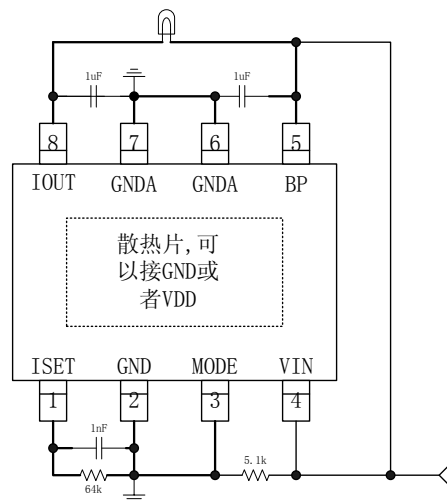 1uF
1uF
8
7
6
5
IOUT
GNDA
GNDA
BP
散热片,可
以接GND或
者VDD
ISET
GND
MODE
VIN
1
2
3
4
1nF
5.1k
64k